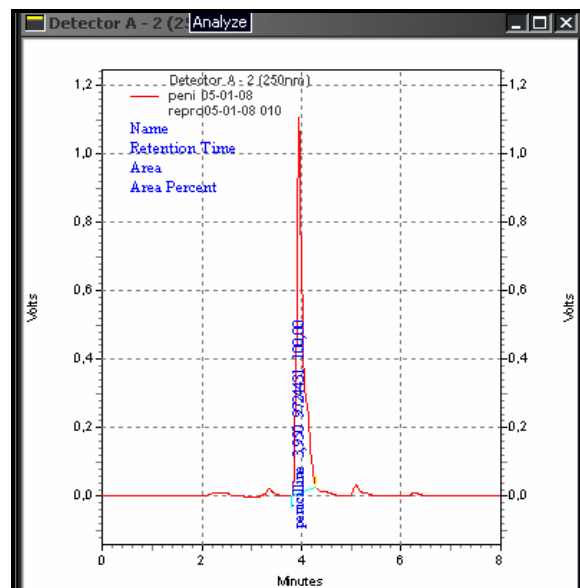 Detector A - 2 (25
Analyze
Detector A - 2 (250nm)
peni 05-01-08
repro05-01-08 010
Name
Retention Time
Area
Area Percent
1,2
1,0
0,8
0,6
0,4
0,2
0,0
Volts
1,2
1,0
0,8
0,6
0,4
0,2
0,0
Volts
penicilline 3,950 9724431 100,00
0
2
4
6
8
Minutes